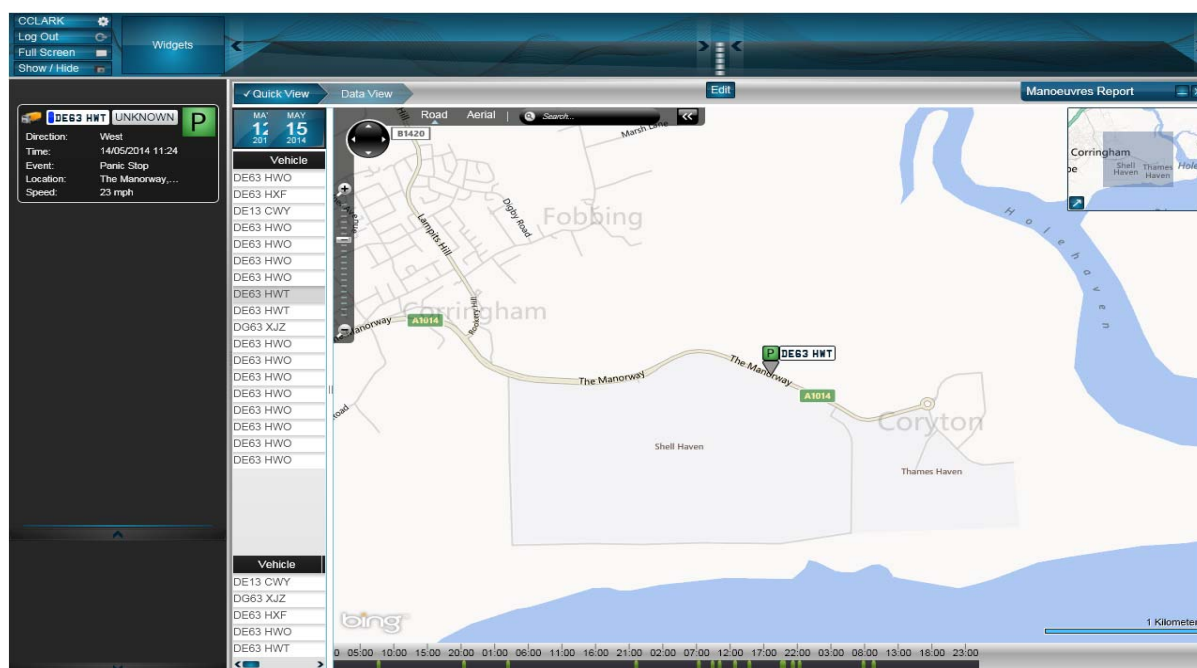 CCLARK
Log Out
Full Screen
Show / Hide
Widgets
✓ Quick View
Data View
Edit
Manoeuvres Report
DE63 HWT UNKNOWN P
Direction: West
Time: 14/05/2014 11:24
Event: Panic Stop
Location: The Manorway,...
Speed: 23 mph
MAY
12 15
201 2014
Vehicle
DE63 HWO
DE63 HXF
DE13 CWY
DE63 HWO
DE63 HWO
DE63 HWO
DE63 HWO
DE63 HWT
DE63 HWT
DG63 XJZ
DE63 HWO
DE63 HWO
DE63 HWO
DE63 HWO
DE63 HWO
DE63 HWO
DE63 HWO
DE63 HWO
Vehicle
DE13 CWY
DG63 XJZ
DE63 HXF
DE63 HWO
DE63 HWT
Road Aerial | Search...
B1420
Marsh Lane
Hill
Digby Road
Fobbing
Lampits Hill
Corringham
Rookery Hill
Manorway
A1014
The Manorway
Road
P DE63 HWT
The Manorway
A1014
Coryton
Shell Haven
Thames Haven
Holehaven
Corringham
Shell Haven
Thames Haven
Hole
bing
1 Kilometer
0 05:00 10:00 15:00 20:00 01:00 06:00 11:00 16:00 21:00 02:00 07:00 12:00 17:00 22:00 03:00 08:00 13:00 18:00 23:00